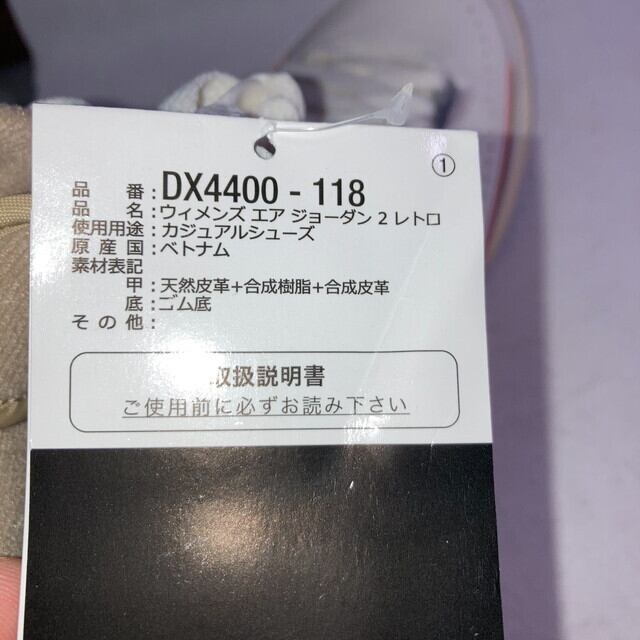 ①
品 番:DX4400 - 118
品 名:ウィメンズ エア ジョーダン 2 レトロ
使用用途:カジュアルシューズ
原 産 国:ベトナム
素材表記
甲:天然皮革+合成樹脂+合成皮革
底:ゴム底
そ の 他:
取扱説明書
ご使用前に必ずお読み下さい